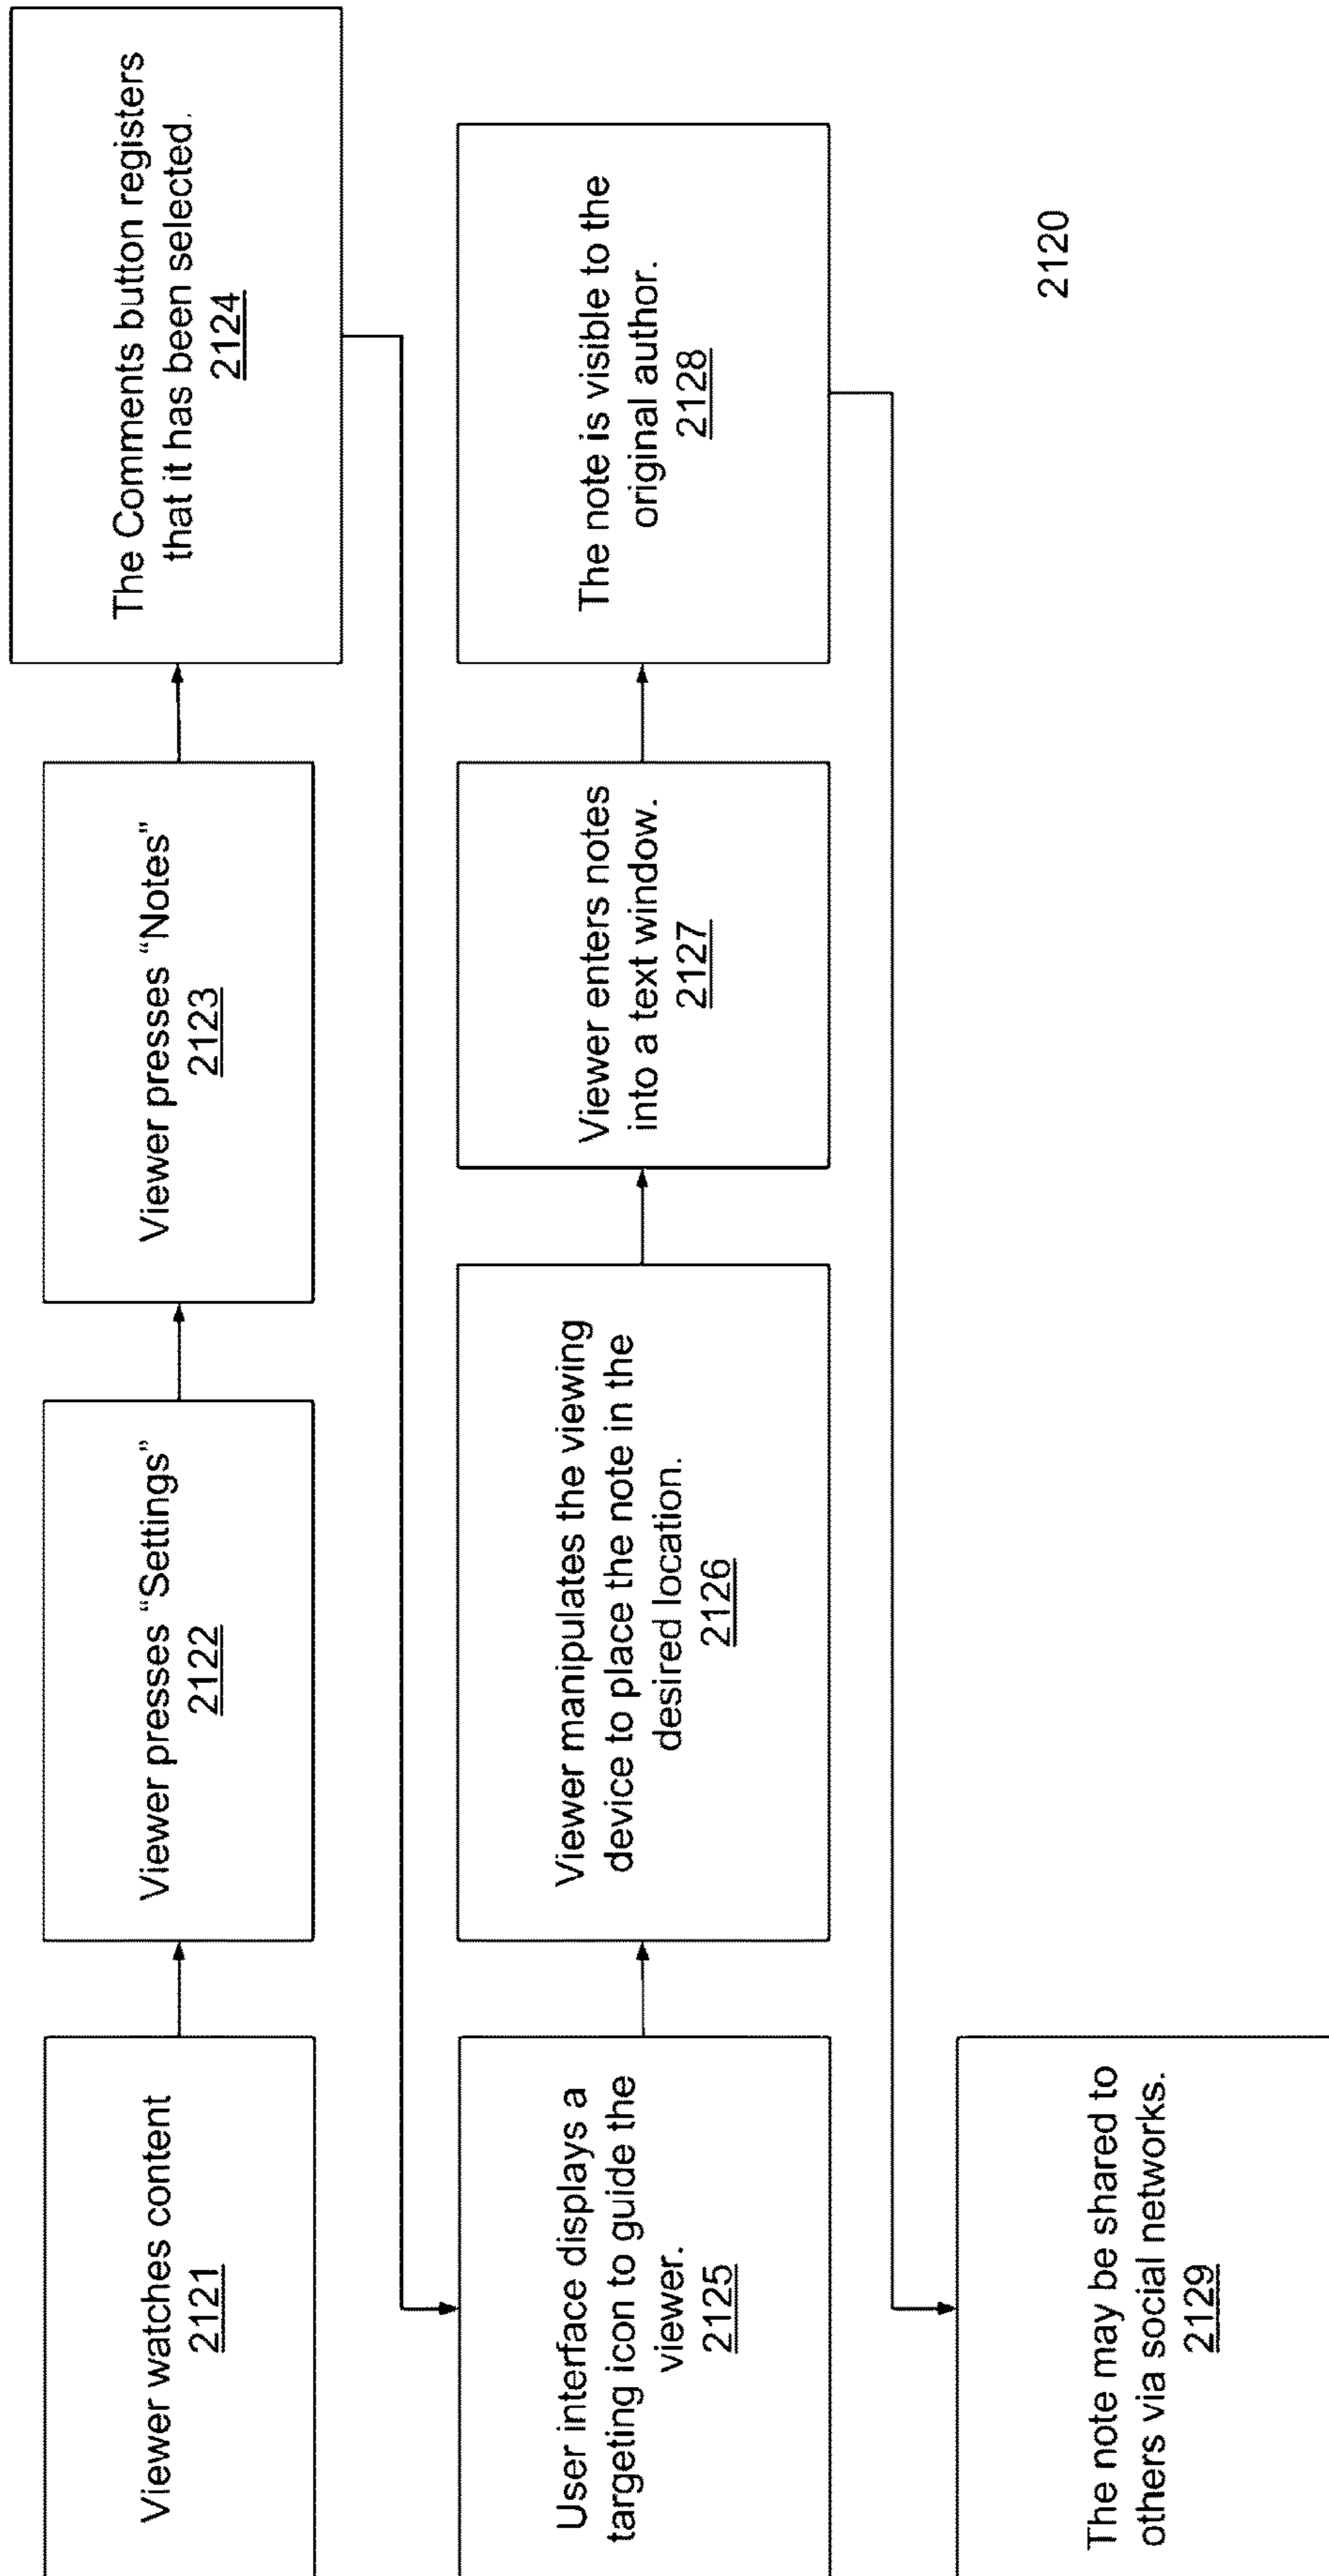 Viewer watches content
2121
Viewer presses “Settings”
2122
Viewer presses “Notes”
2123
The Comments button registers
that it has been selected.
2124
User interface displays a
targeting icon to guide the
viewer.
2125
Viewer manipulates the viewing
device to place the note in the
desired location.
2126
Viewer enters notes
into a text window.
2127
The note is visible to the
original author.
2128
The note may be shared to
others via social networks.
2129
2120